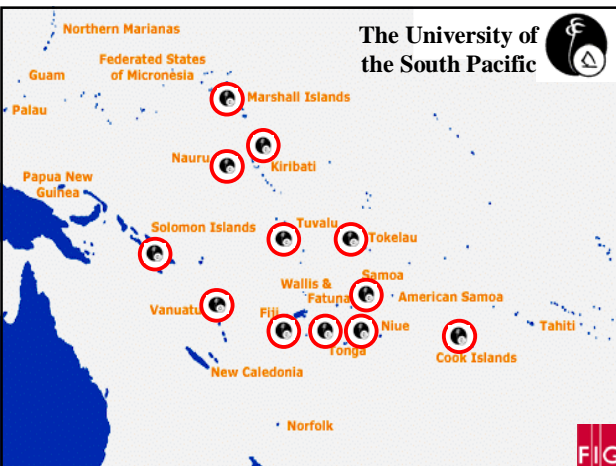 The University of
the South Pacific
Northern Marianas
Federated States
of Micronesia
Guam
Palau
Marshall Islands
Nauru
Kiribati
Papua New
Guinea
Solomon Islands
Tuvalu
Tokelau
Samoa
Wallis &
Fatuna
American Samoa
Vanuatu
Fiji
Tonga
Niue
Tahiti
Cook Islands
New Caledonia
Norfolk
FIG